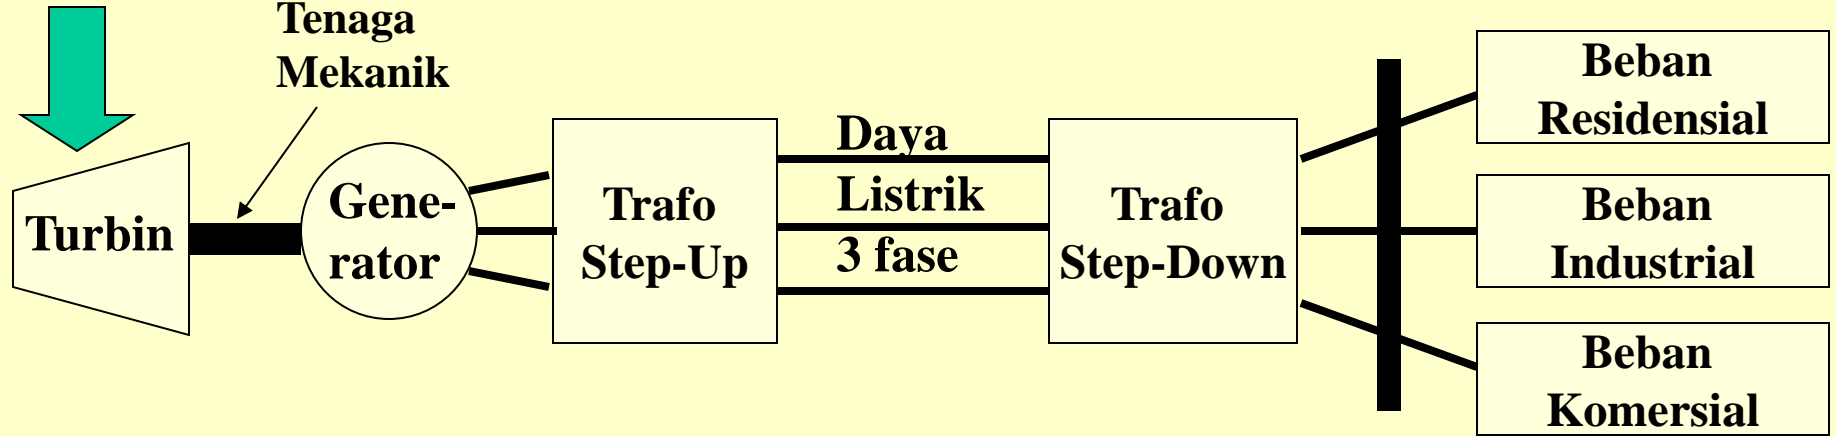 Tenaga
Mekanik
Turbin
Gene-
rator
Trafo
Step-Up
Daya
Listrik
3 fase
Trafo
Step-Down
Beban
Residensial
Beban
Industrial
Beban
Komersial